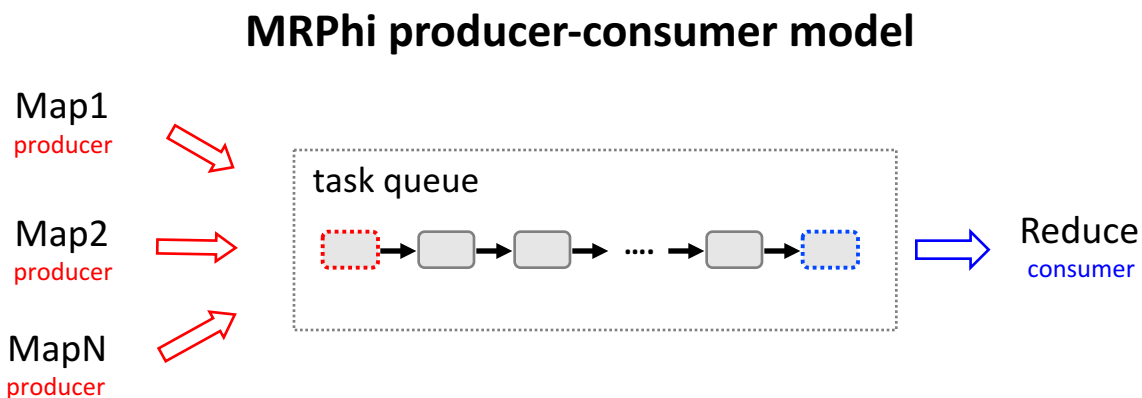 MRPhi producer-consumer model
Map1
producer
Map2
producer
MapN
producer
task queue
....
Reduce
consumer